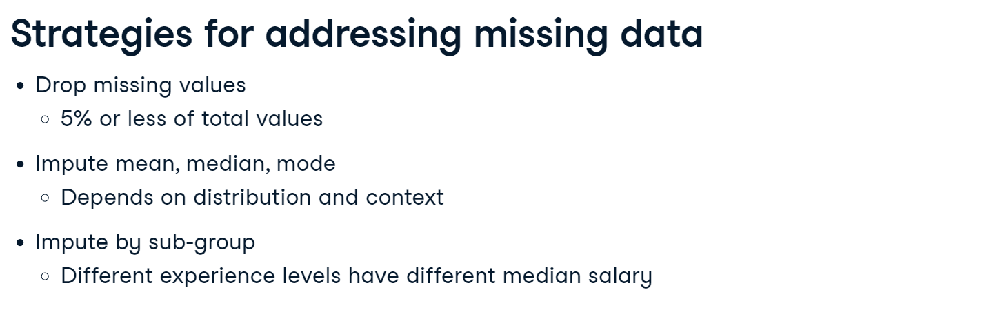 Strategies for addressing missing data
• Drop missing values
○ 5% or less of total values
• Impute mean, median, mode
○ Depends on distribution and context
• Impute by sub-group
○ Different experience levels have different median salary